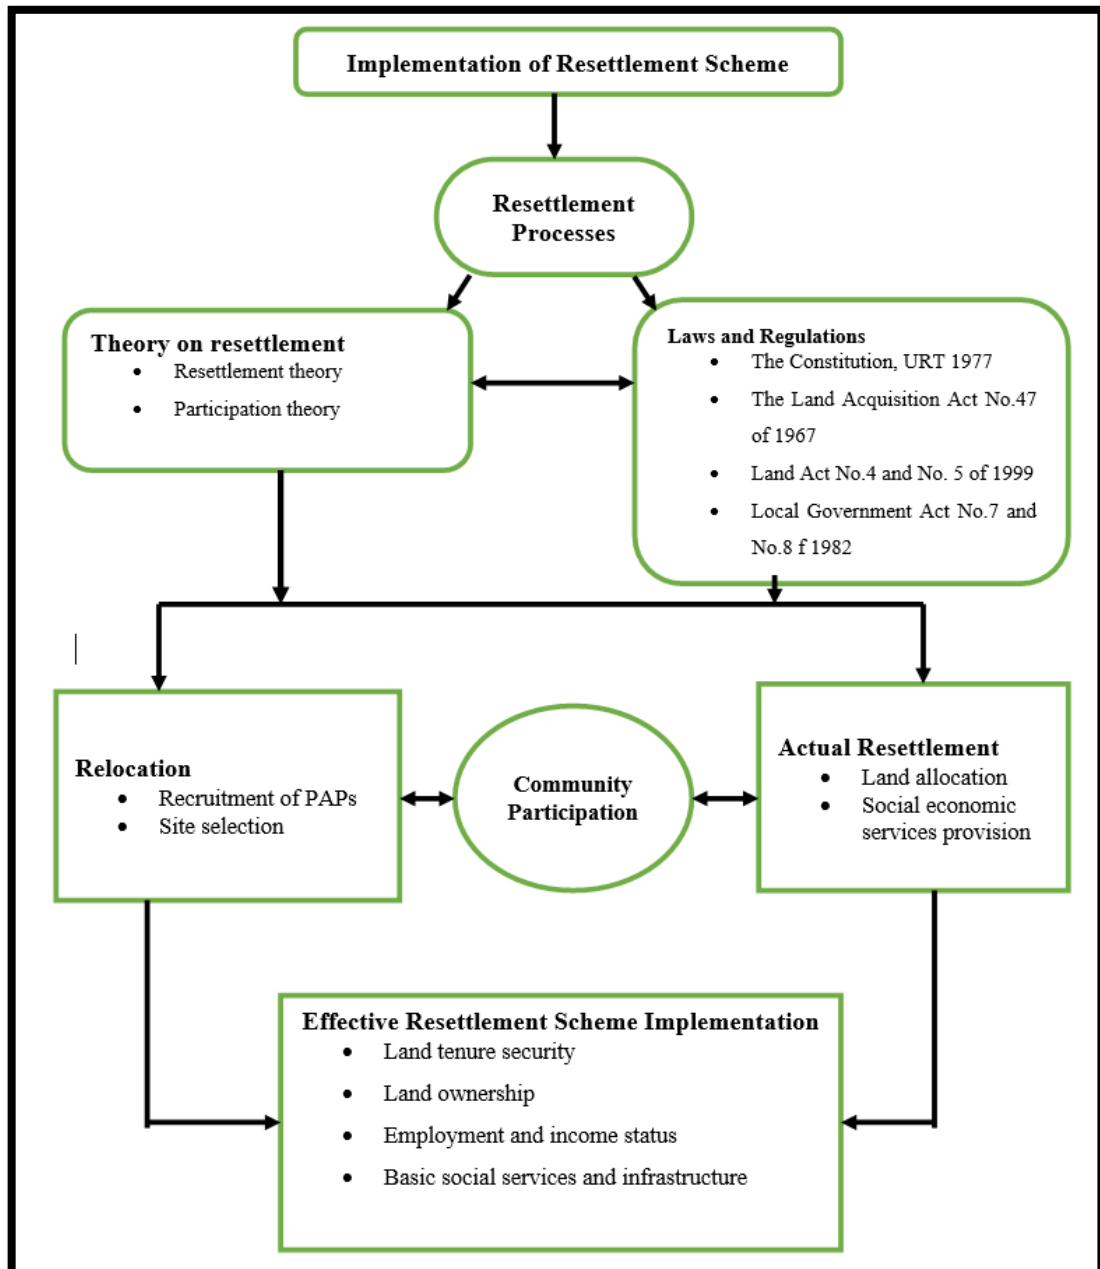 Implementation of Resettlement Scheme
Resettlement
Processes
Theory on resettlement
• Resettlement theory
• Participation theory
Laws and Regulations
• The Constitution, URT 1977
• The Land Acquisition Act No.47
of 1967
• Land Act No.4 and No. 5 of 1999
• Local Government Act No.7 and
No.8 f 1982
Relocation
• Recruitment of PAPs
• Site selection
Community
Participation
Actual Resettlement
• Land allocation
• Social economic
services provision
Effective Resettlement Scheme Implementation
• Land tenure security
• Land ownership
• Employment and income status
• Basic social services and infrastructure